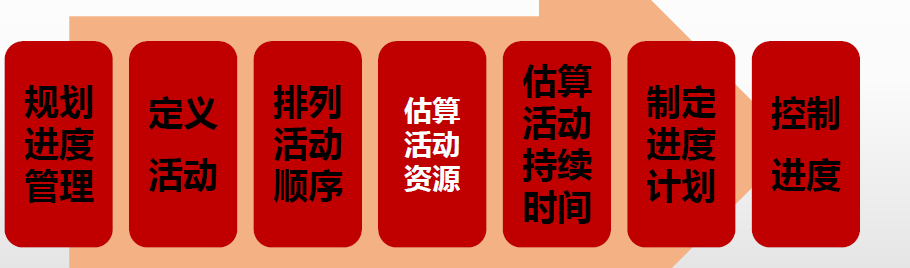 规划
进度
管理
定义
活动
排列
活动
顺序
估算
活动
资源
估算
活动
持续
时间
制定
进度
计划
控制
进度